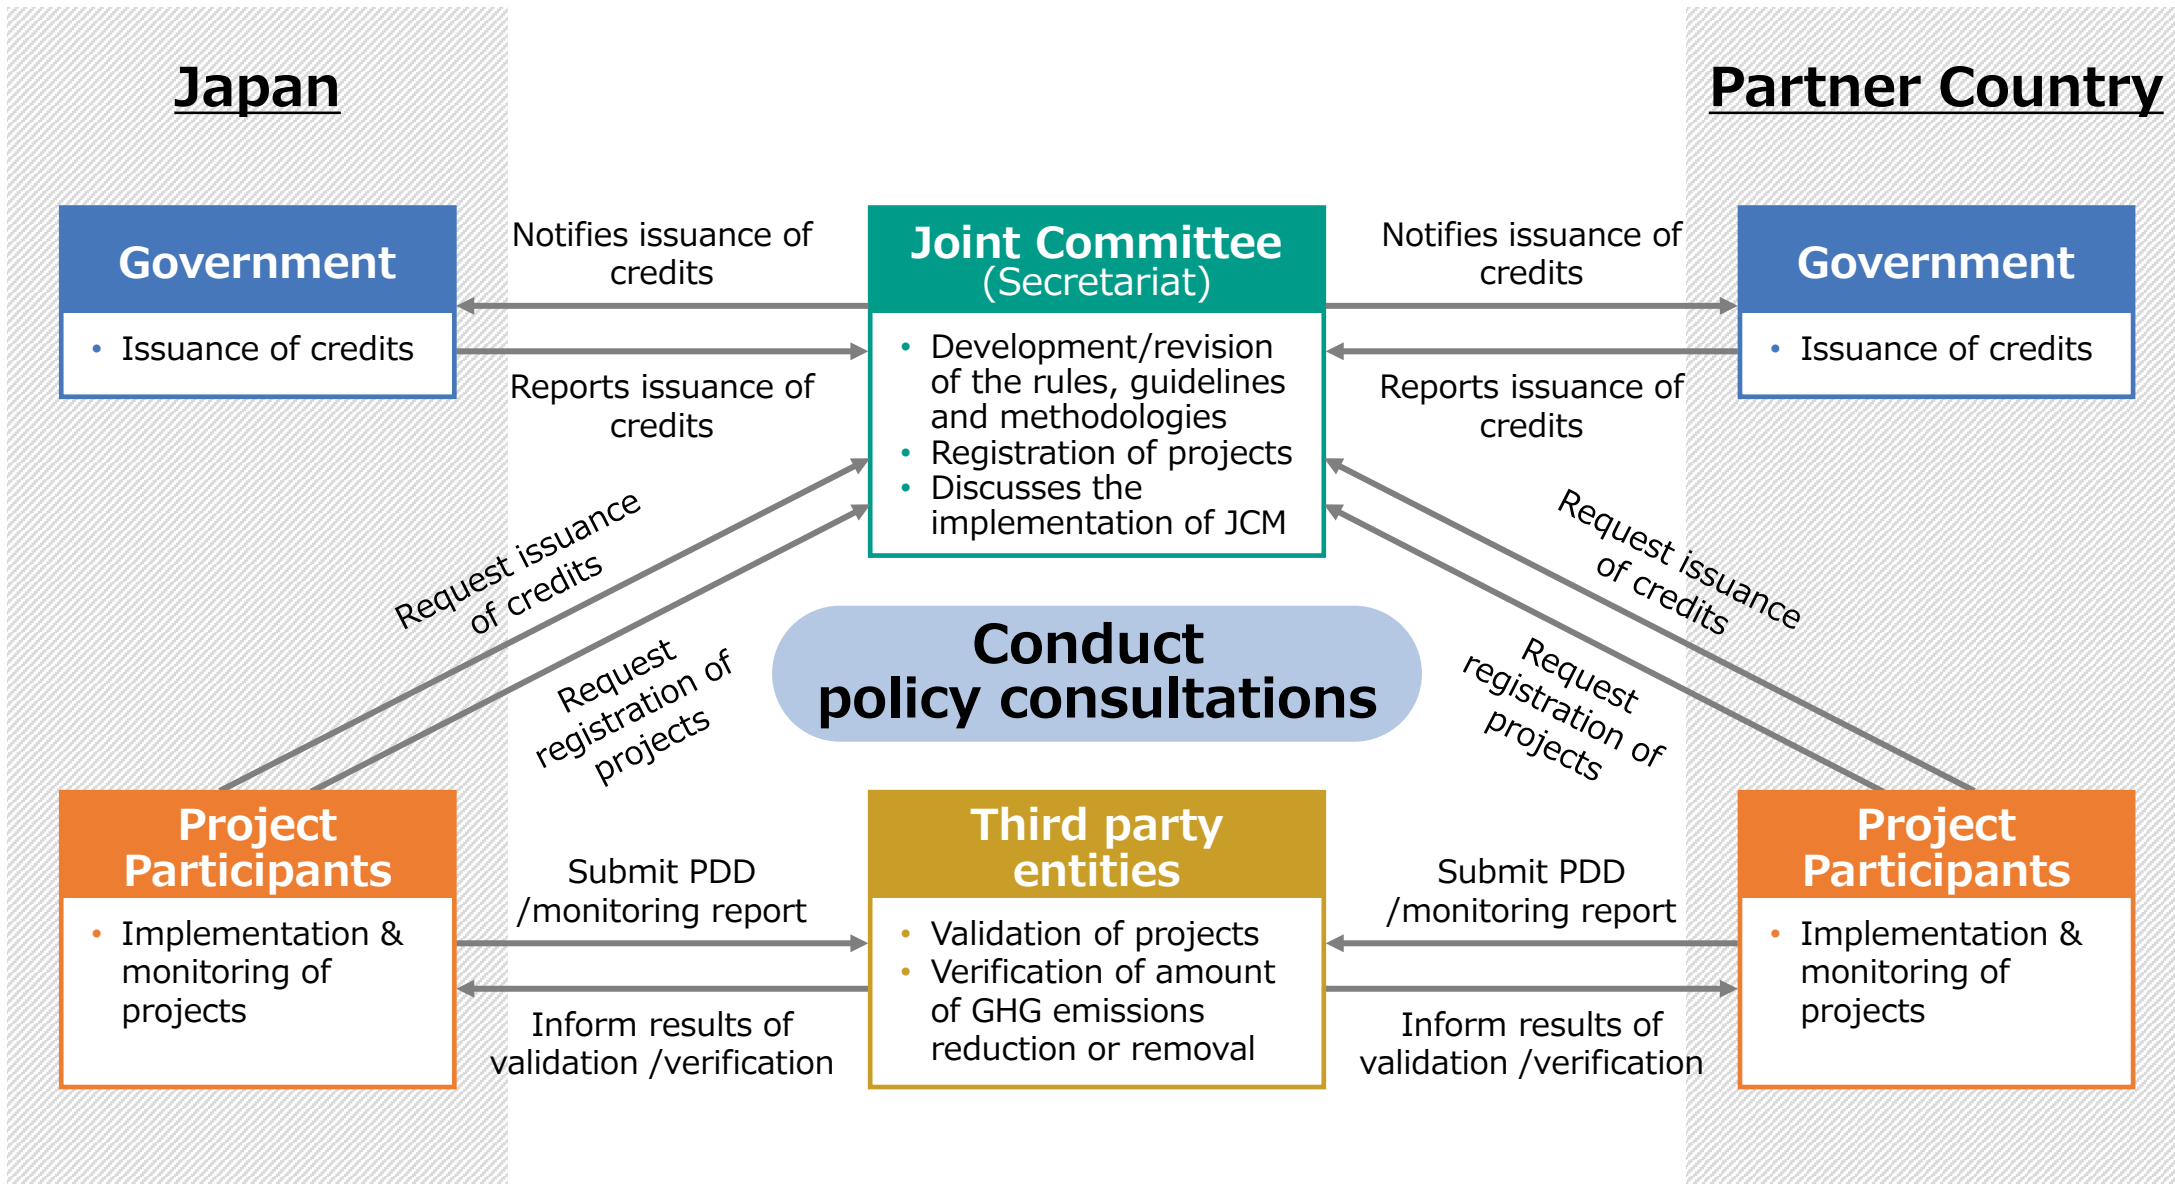 Japan
Partner Country
Government
• Issuance of credits
Notifies issuance of
credits
Reports issuance of
credits
Joint Committee
(Secretariat)
• Development/revision
of the rules, guidelines
and methodologies
• Registration of projects
• Discusses the
implementation of JCM
Notifies issuance of
credits
Reports issuance of
credits
Government
• Issuance of credits
Request issuance
of credits
Request
registration of
projects
Conduct
policy consultations
Request issuance
of credits
Request
registration of
projects
Project
Participants
• Implementation &
monitoring of
projects
Submit PDD
/monitoring report
Inform results of
validation /verification
Third party
entities
• Validation of projects
• Verification of amount
of GHG emissions
reduction or removal
Submit PDD
/monitoring report
Inform results of
validation /verification
Project
Participants
• Implementation &
monitoring of
projects